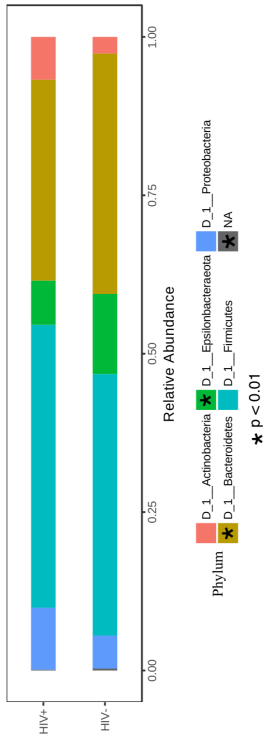 HIV+
HIV-
0.00
0.25
0.50
0.75
1.00
Relative Abundance
Phylum
D_1__Actinobacteria
D_1__Epsilonbacteraeota
D_1__Proteobacteria
D_1__Bacteroidetes
D_1__Firmicutes
NA
* p < 0.01